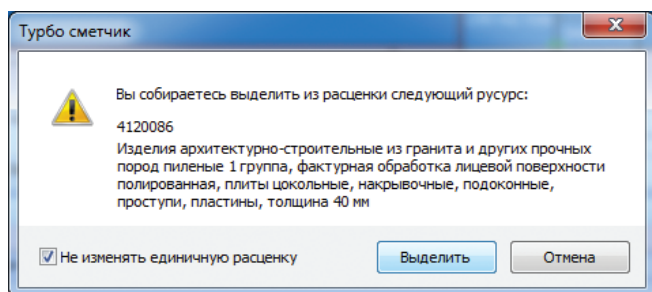 Турбо сметчик
Вы собираетесь выделить из расценки следующий русурс:
4120086
Изделия архитектурно-строительные из гранита и других прочных
пород пиленые 1 группа, фактурная обработка лицевой поверхности
полированная, плиты цокольные, накрывочные, подоконные,
проступи, пластины, толщина 40 мм
Не изменять единичную расценку
Выделить
Отмена